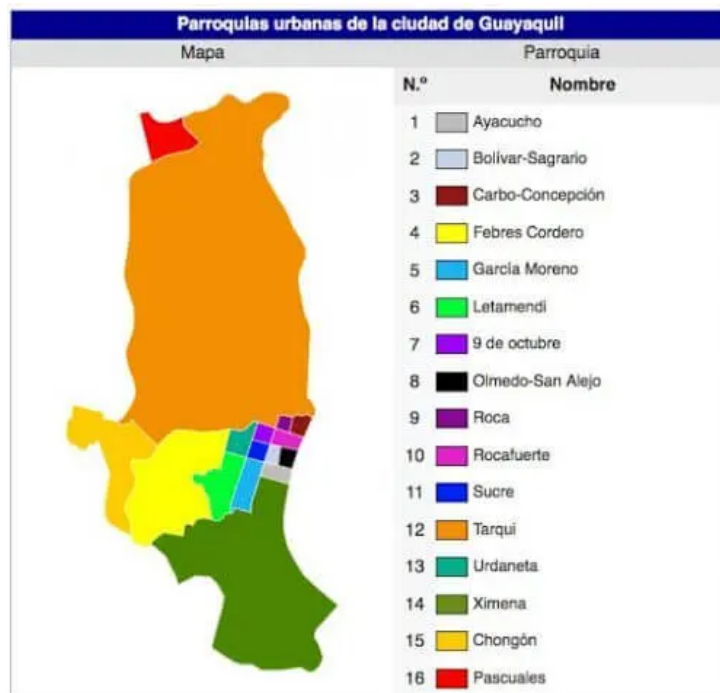 Parroquias urbanas de la ciudad de Guayaquil
Mapa Parroquia
N.º Nombre
1 Ayacucho
2 Bolívar-Sagrario
3 Carbo-Concepción
4 Febres Cordero
5 García Moreno
6 Letamendi
7 9 de octubre
8 Olmedo-San Alejo
9 Roca
10 Rocafuerte
11 Sucre
12 Tarqui
13 Urdaneta
14 Ximena
15 Chongón
16 Pascuales